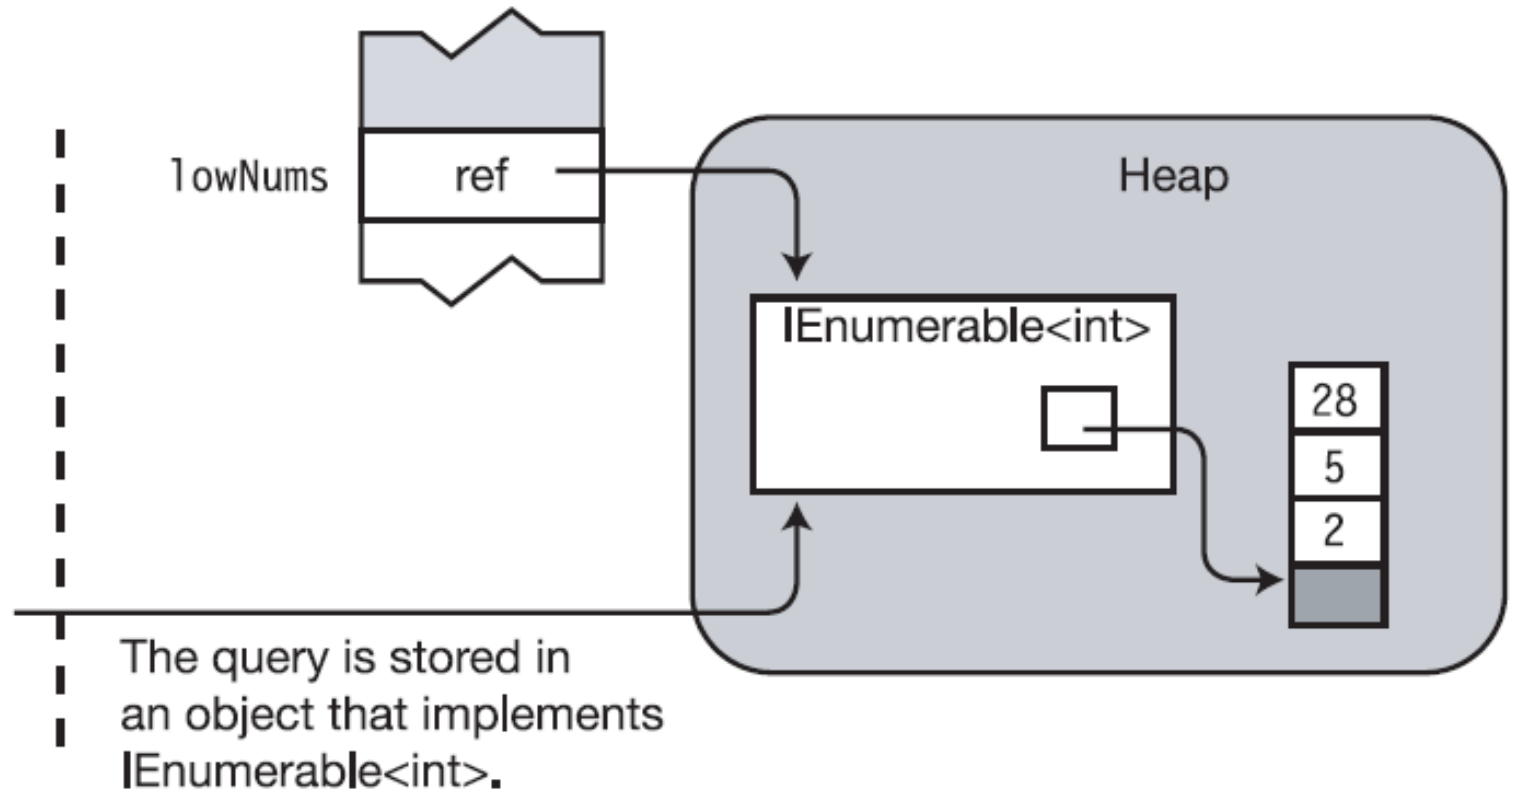 lowNums
ref
Heap
IEnumerable<int>
28
5
2
The query is stored in
an object that implements
IEnumerable<int>.